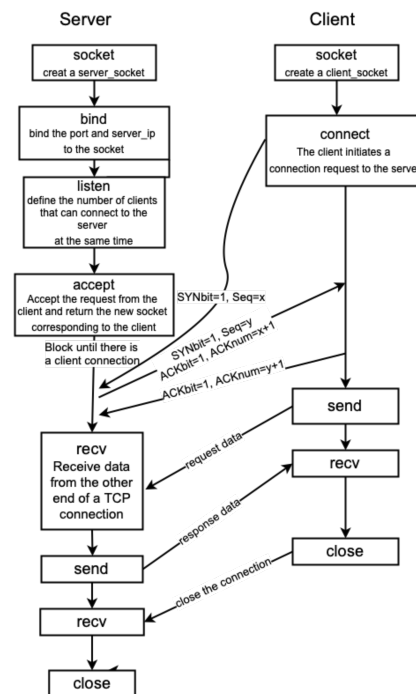 Server
Client
socket
creat a server_socket
socket
create a client_socket
bind
bind the port and server_ip
to the socket
connect
The client initiates a
connection request to the serve
listen
define the number of clients
that can connect to the
server
at the same time
accept
Accept the request from the
client and return the new socket
corresponding to the client
Block until there is
a client connection
SYNbit=1, Seq=x
SYNbit=1, Seq=y
ACKbit=1, ACKnum=x+1
ACKbit=1, ACKnum=y+1
send
recv
Receive data
from the other
end of a TCP
connection
request data
recv
response data
send
close
close the connection
recv
close